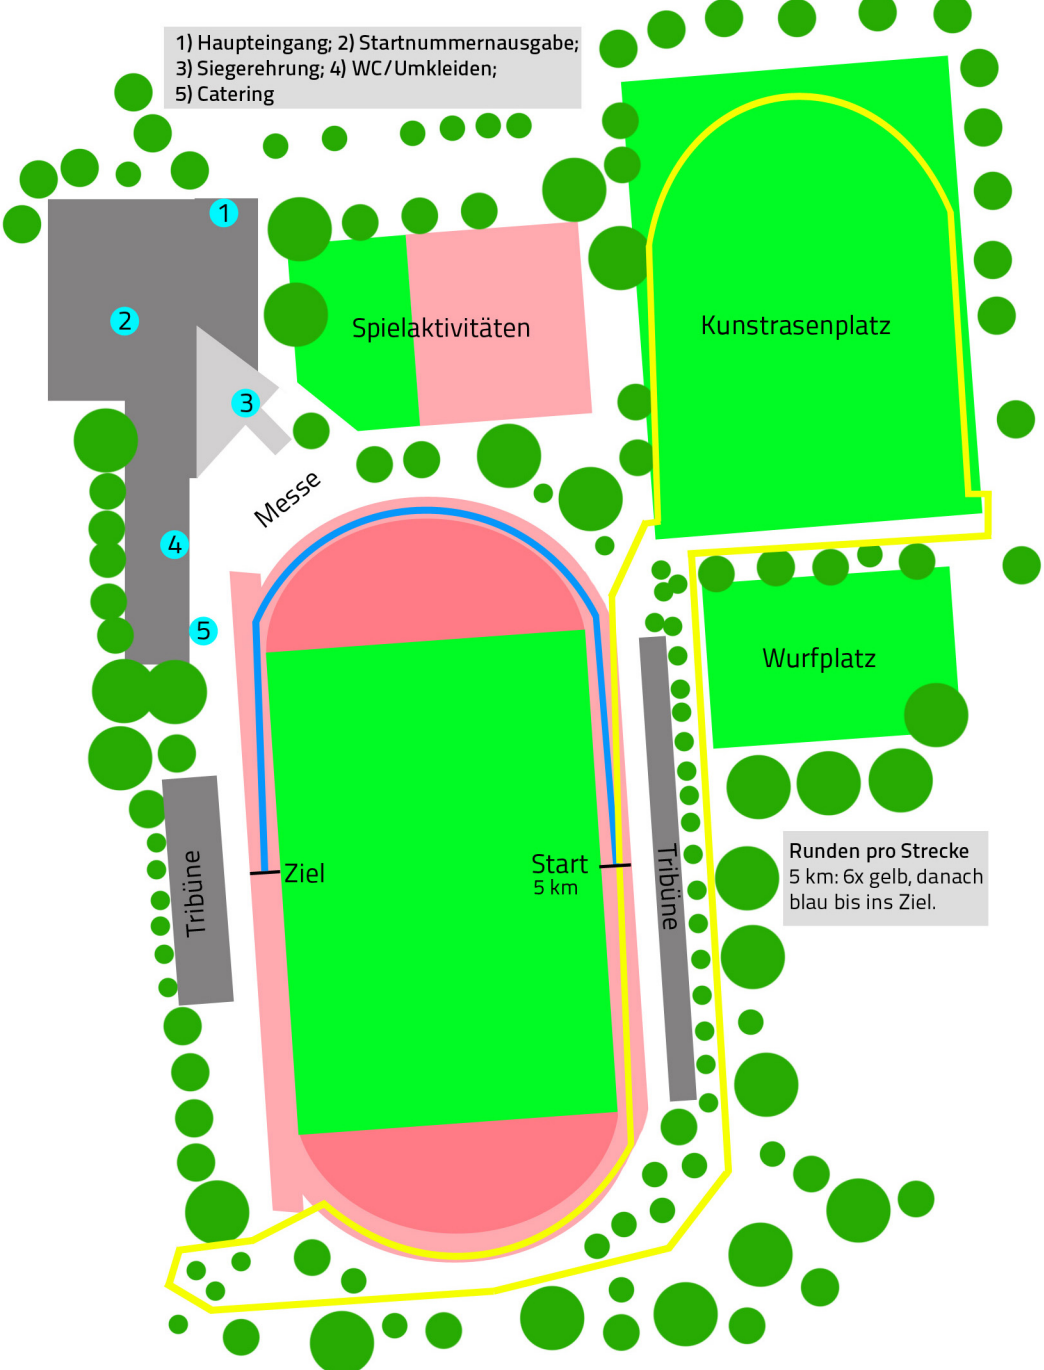 1) Haupteingang; 2) Startnummernausgabe;
3) Siegerehrung; 4) WC/Umkleiden;
5) Catering
1
2
Spielaktivitäten
Kunstrasenplatz
3
Messe
4
5
Wurfplatz
Ziel
Start
5 km
Tribüne
Tribüne
Runden pro Strecke
5 km: 6x gelb, danach
blau bis ins Ziel.